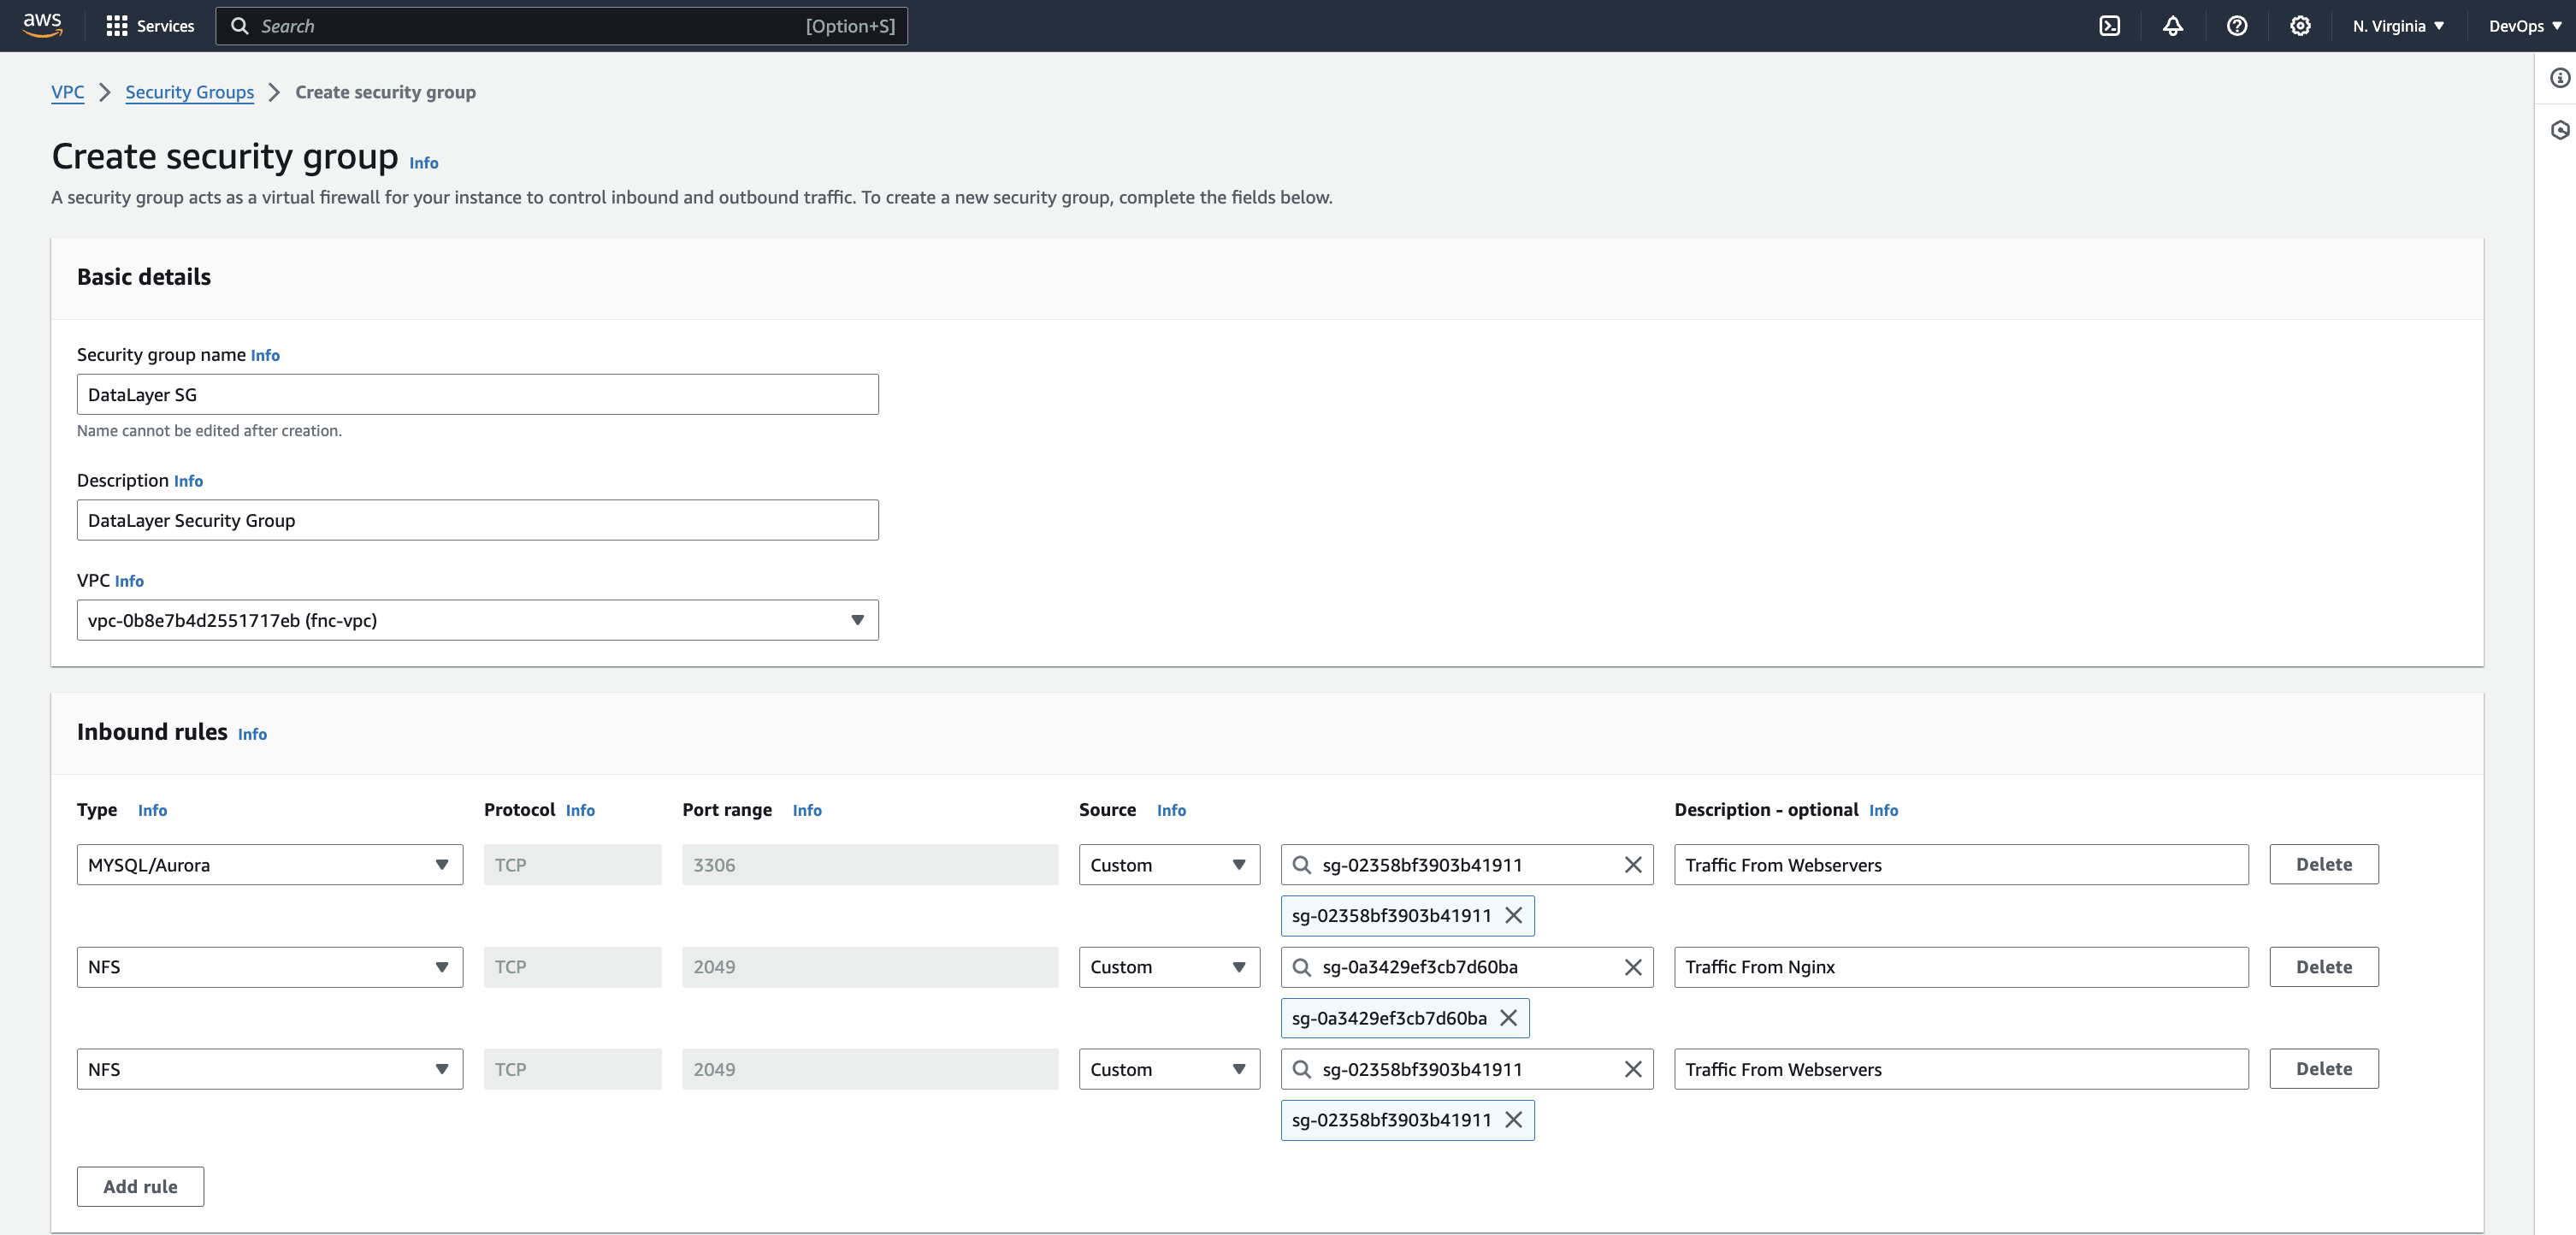 aws Services Search [Option+S] N. Virginia DevOps
VPC Security Groups Create security group
Create security group Info
A security group acts as a virtual firewall for your instance to control inbound and outbound traffic. To create a new security group, complete the fields below.
Basic details
Security group name Info
DataLayer SG
Name cannot be edited after creation.
Description Info
DataLayer Security Group
VPC Info
vpc-0b8e7b4d2551717eb (fnc-vpc)
Inbound rules Info
Type Info Protocol Info Port range Info Source Info Description - optional Info
MYSQL/Aurora TCP 3306 Custom sg-02358bf3903b41911 Traffic From Webservers Delete
sg-02358bf3903b41911
NFS TCP 2049 Custom sg-0a3429ef3cb7d60ba Traffic From Nginx Delete
sg-0a3429ef3cb7d60ba
NFS TCP 2049 Custom sg-02358bf3903b41911 Traffic From Webservers Delete
sg-02358bf3903b41911
Add rule